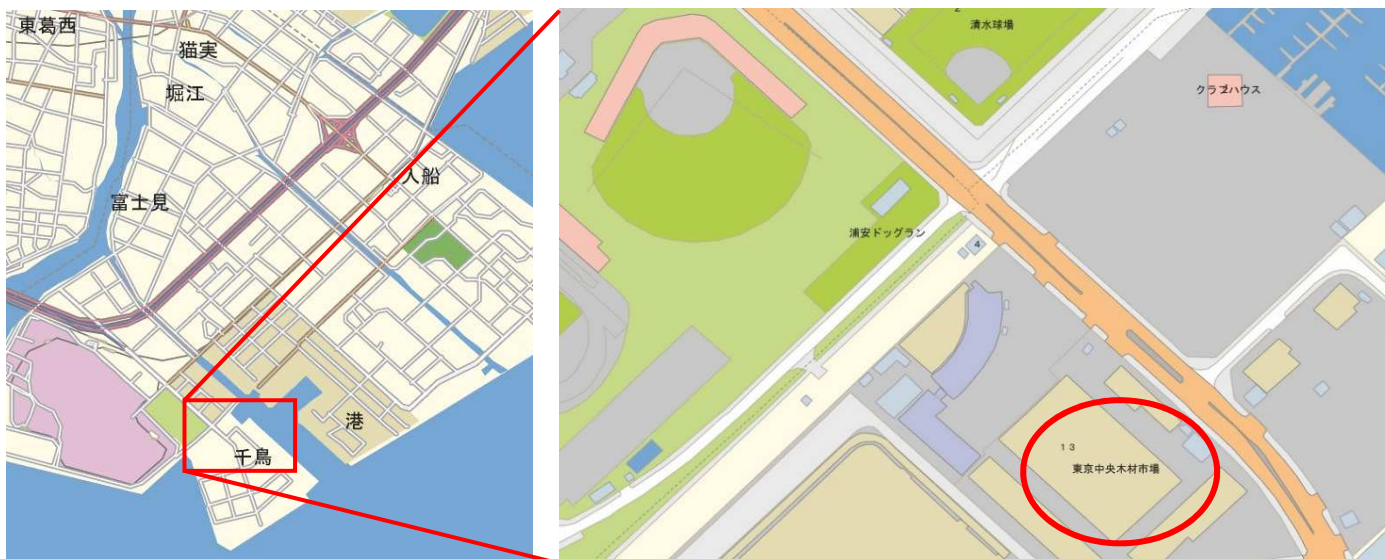 東葛西
猫実
堀江
富士見
入船
港
千鳥
2
清水球場
クラブハウス
2
浦安ドッグラン
4
13
東京中央木材市場